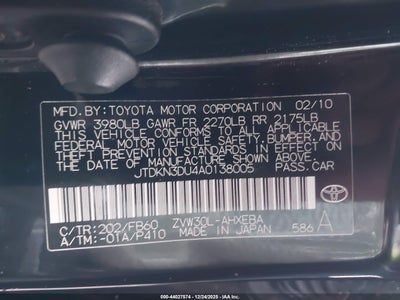 MFD.BY:TOYOTA MOTOR CORPORATION 02/10
GVWR 3980LB GAWR FR 2270LB RR 2175LB
THIS VEHICLE CONFORMS TO ALL APPLICABLE
FEDERAL MOTOR VEHICLE SAFETY, BUMPER, AND
THEFT PREVENTION STANDARDS IN EFFECT ON
THE DATE OF MANUFACTURE SHOWN ABOVE.
JTDKN3DU4A0138005 PASS.CAR
C/TR:202/FB60 ZVW30L-AHXEBA
A/TM:-01A/P410 MADE IN JAPAN 586 A
TOYOTA
©IAA - 44027574 - 12/24/2025 - USA